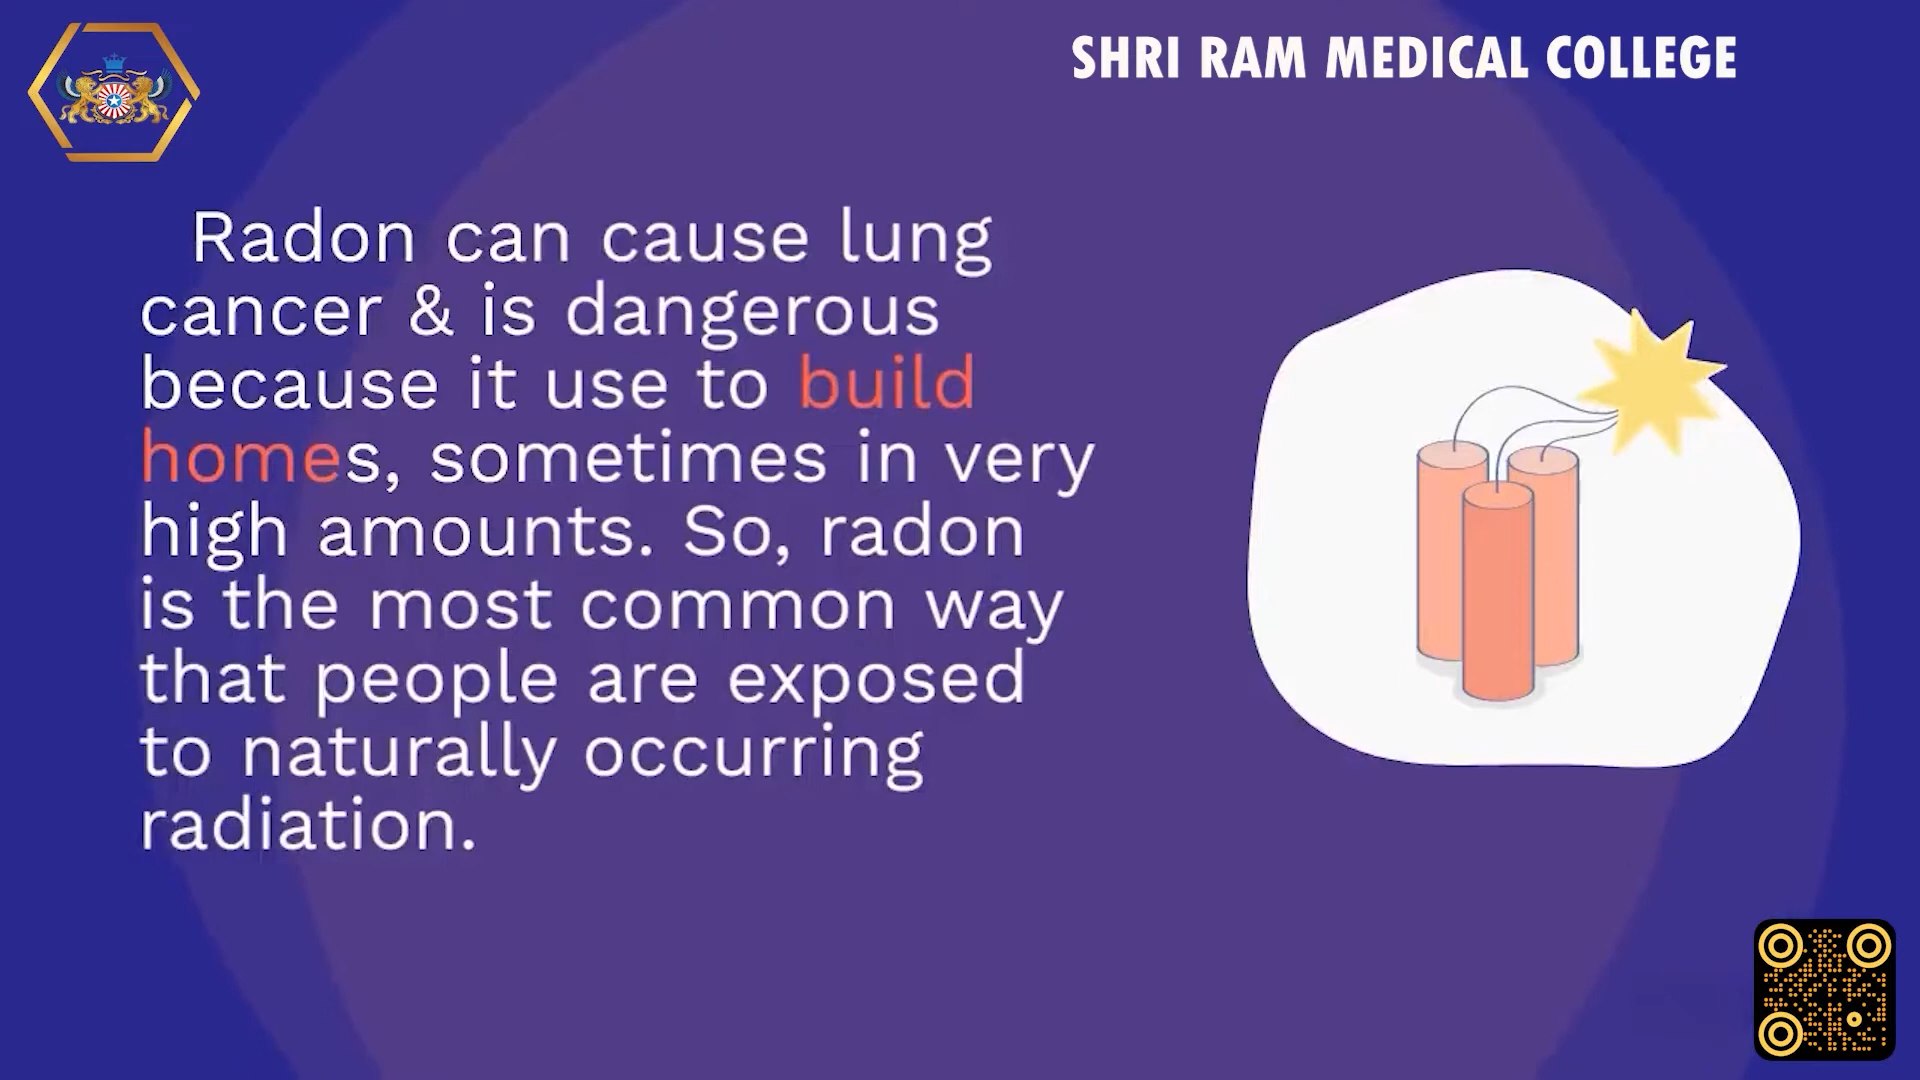 SHRI RAM MEDICAL COLLEGE
Radon can cause lung
cancer & is dangerous
because it use to build
homes, sometimes in very
high amounts. So, radon
is the most common way
that people are exposed
to naturally occurring
radiation.